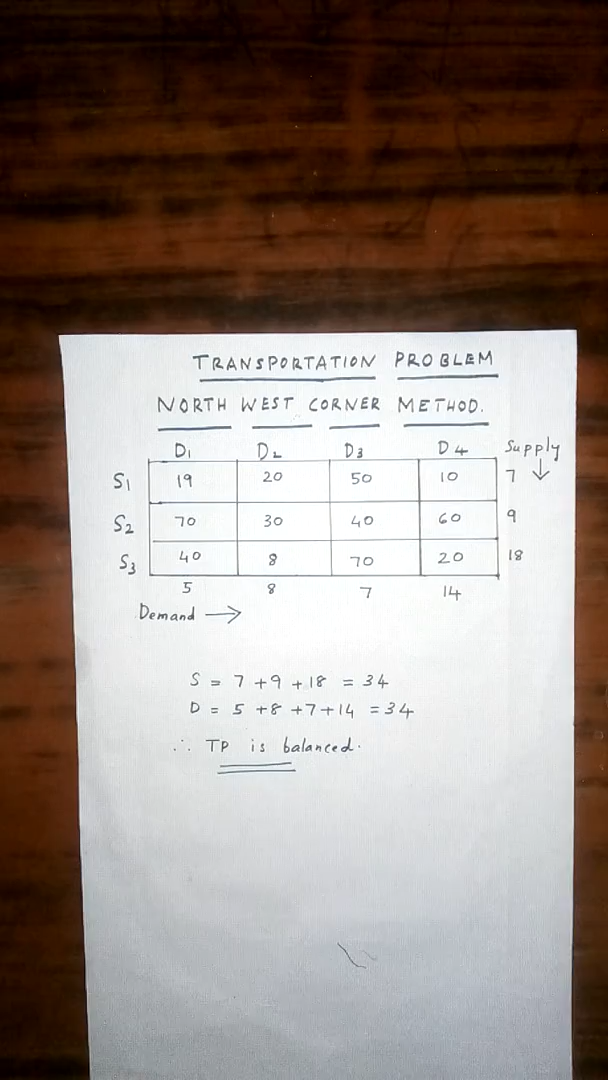 TRANSPORTATION PROBLEM
NORTH WEST CORNER METHOD.
D1 D2 D3 D4 Supply ↓
S1 19 20 50 10 7
S2 70 30 40 60 9
S3 40 8 70 20 18
5 8 7 14
Demand →
S = 7 + 9 + 18 = 34
D = 5 + 8 + 7 + 14 = 34
∴ TP is balanced.